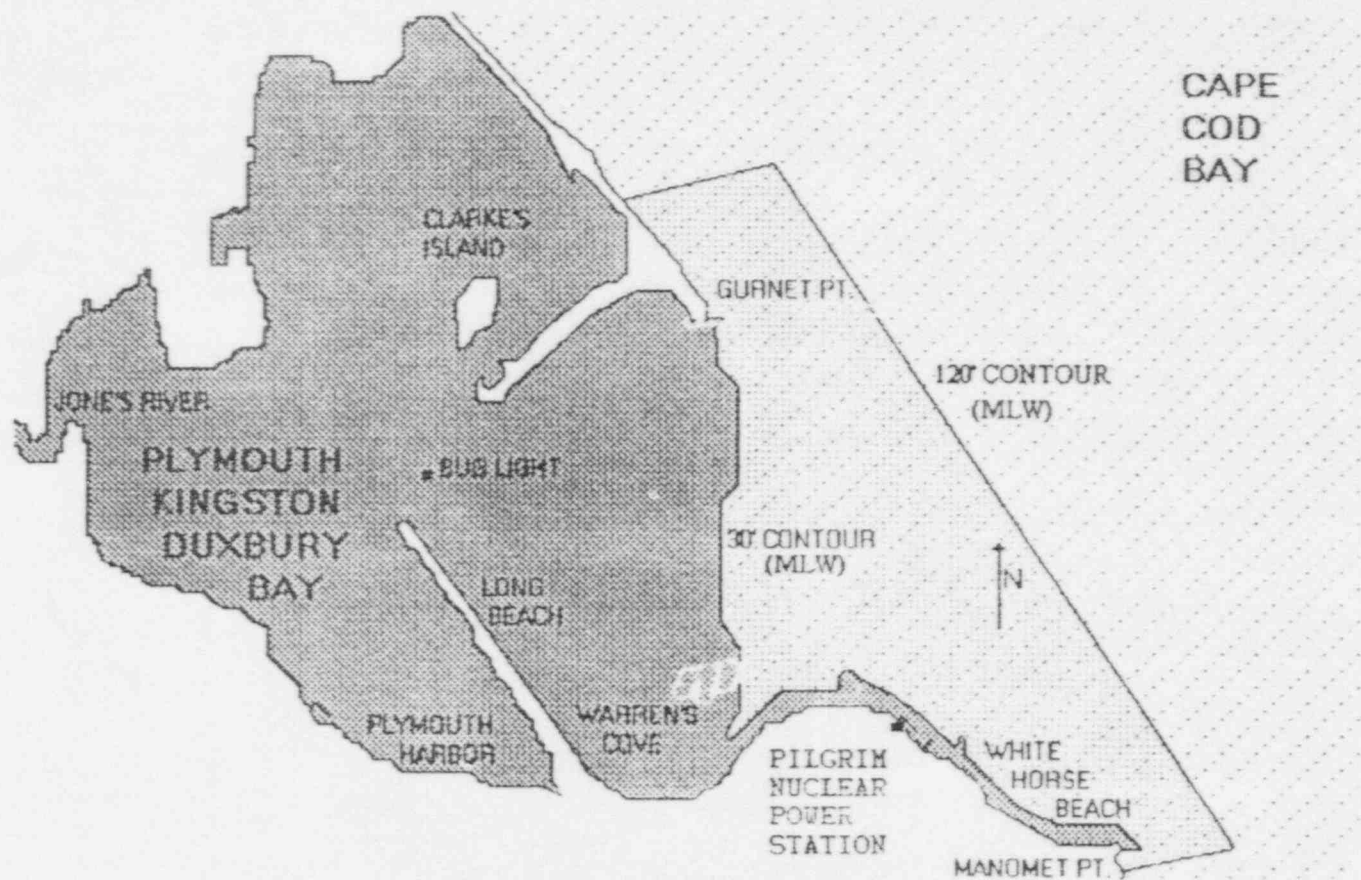 CAPE
COD
BAY
CLARKE'S
ISLAND
GURNET PT.
120' CONTOUR
(MLW)
JONE'S RIVER
PLYMOUTH
KINGSTON
DUXBURY
BAY
BUG LIGHT
30' CONTOUR
(MLW)
N
LONG
BEACH
PLYMOUTH
HARBOR
WARREN'S
COVE
PILGRIM
NUCLEAR
POWER
STATION
WHITE
HORSE
BEACH
MANOMET PT.